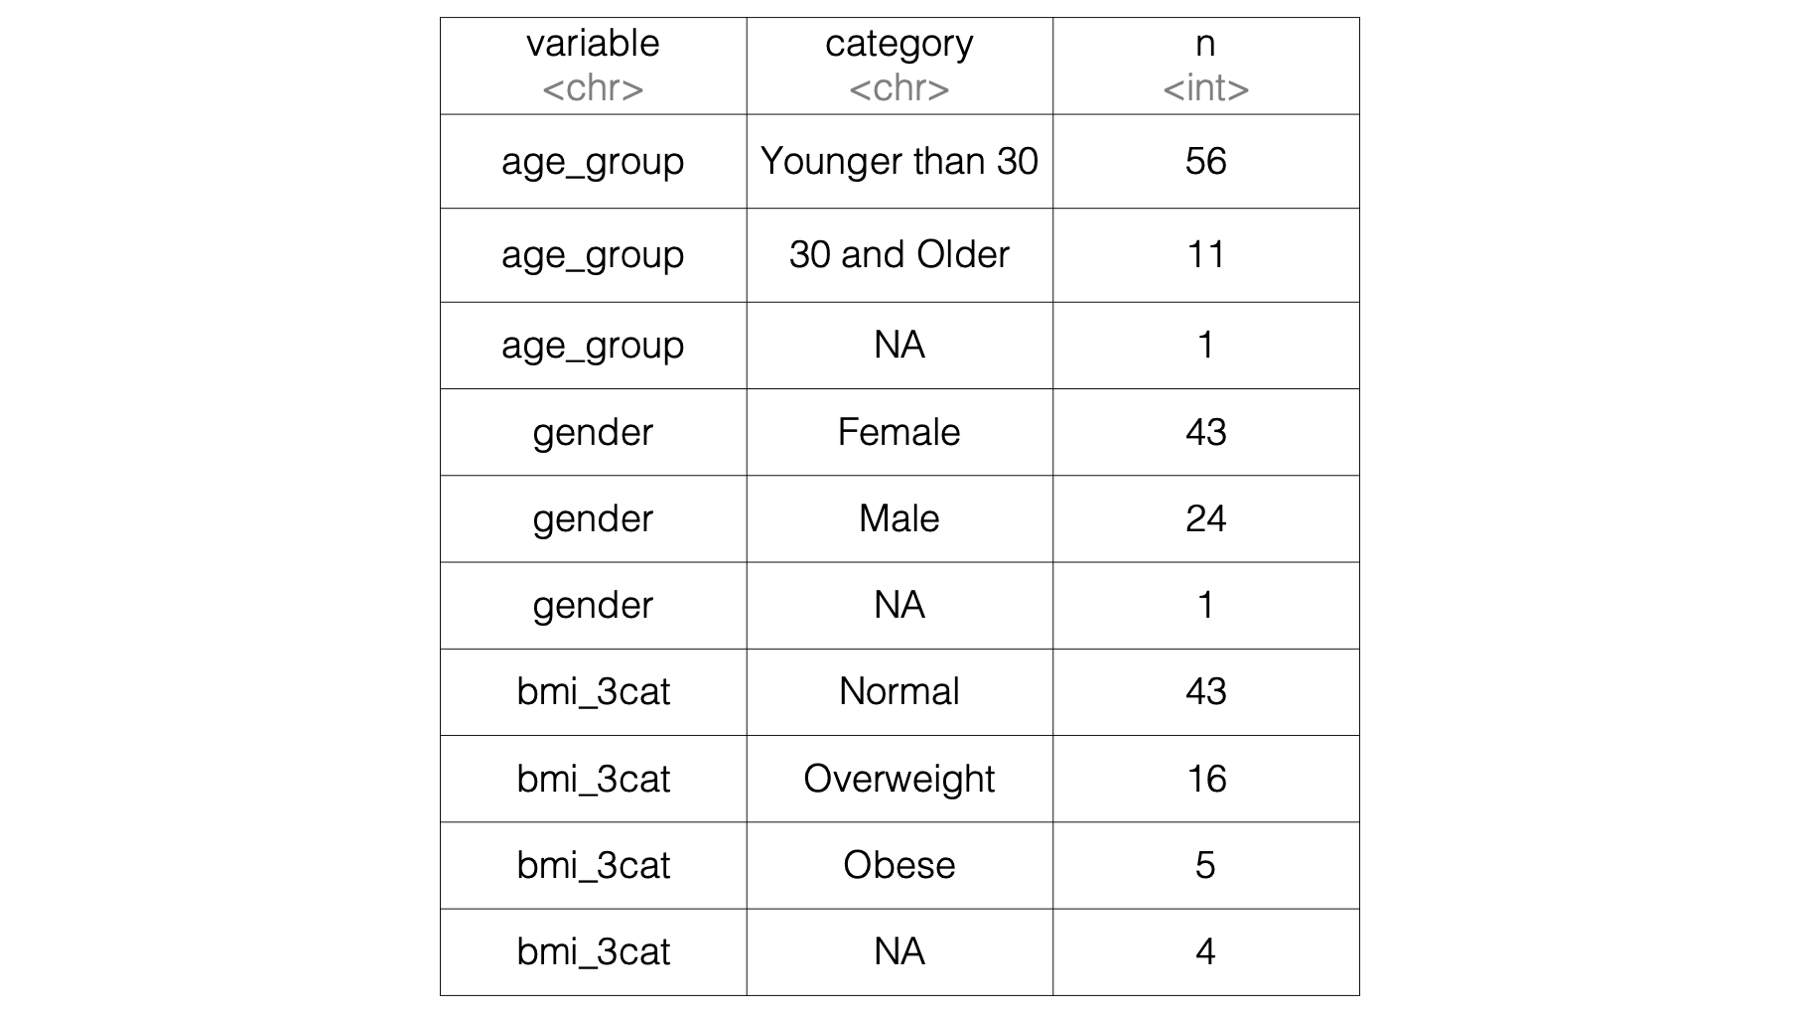 variable category n
<chr> <chr> <int>
age_group Younger than 30 56
age_group 30 and Older 11
age_group NA 1
gender Female 43
gender Male 24
gender NA 1
bmi_3cat Normal 43
bmi_3cat Overweight 16
bmi_3cat Obese 5
bmi_3cat NA 4